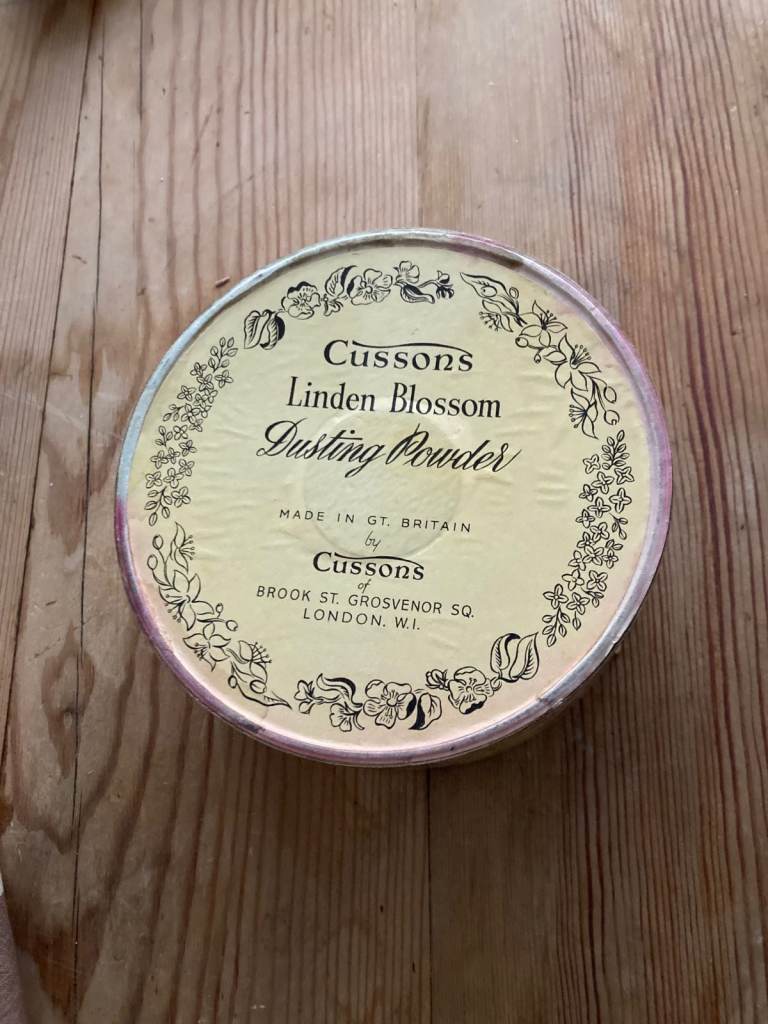 Cussons
Linden Blossom
Dusting Powder
MADE IN GT. BRITAIN
by
Cussons
of
BROOK ST. GROSVENOR SQ.
LONDON. W.I.